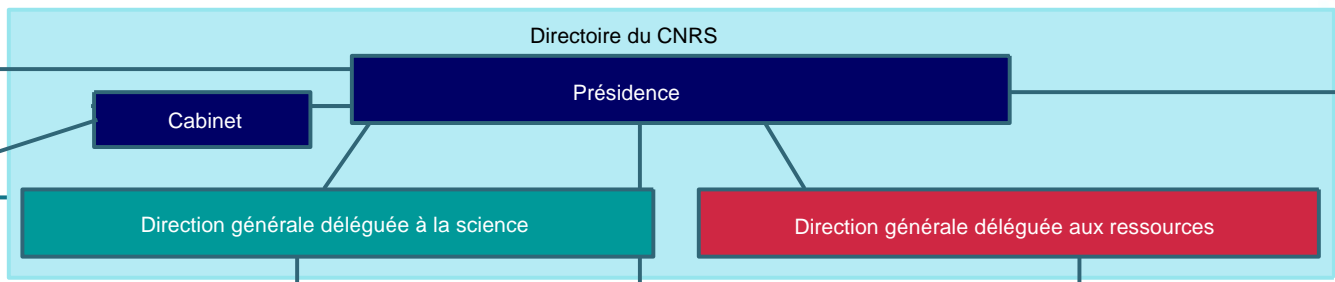 Directoire du CNRS
Présidence
Cabinet
Direction générale déléguée à la science
Direction générale déléguée aux ressources